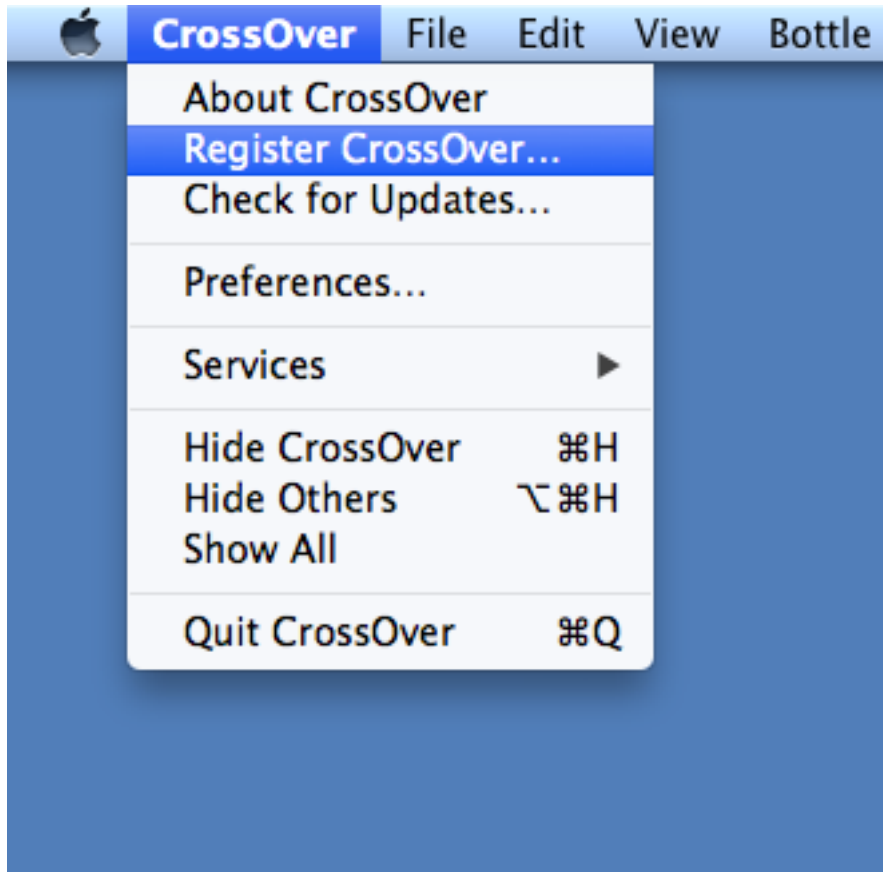 CrossOver File Edit View Bottle
About CrossOver
Register CrossOver...
Check for Updates...
Preferences...
Services ▶
Hide CrossOver ⌘H
Hide Others ⌥⌘H
Show All
Quit CrossOver ⌘Q